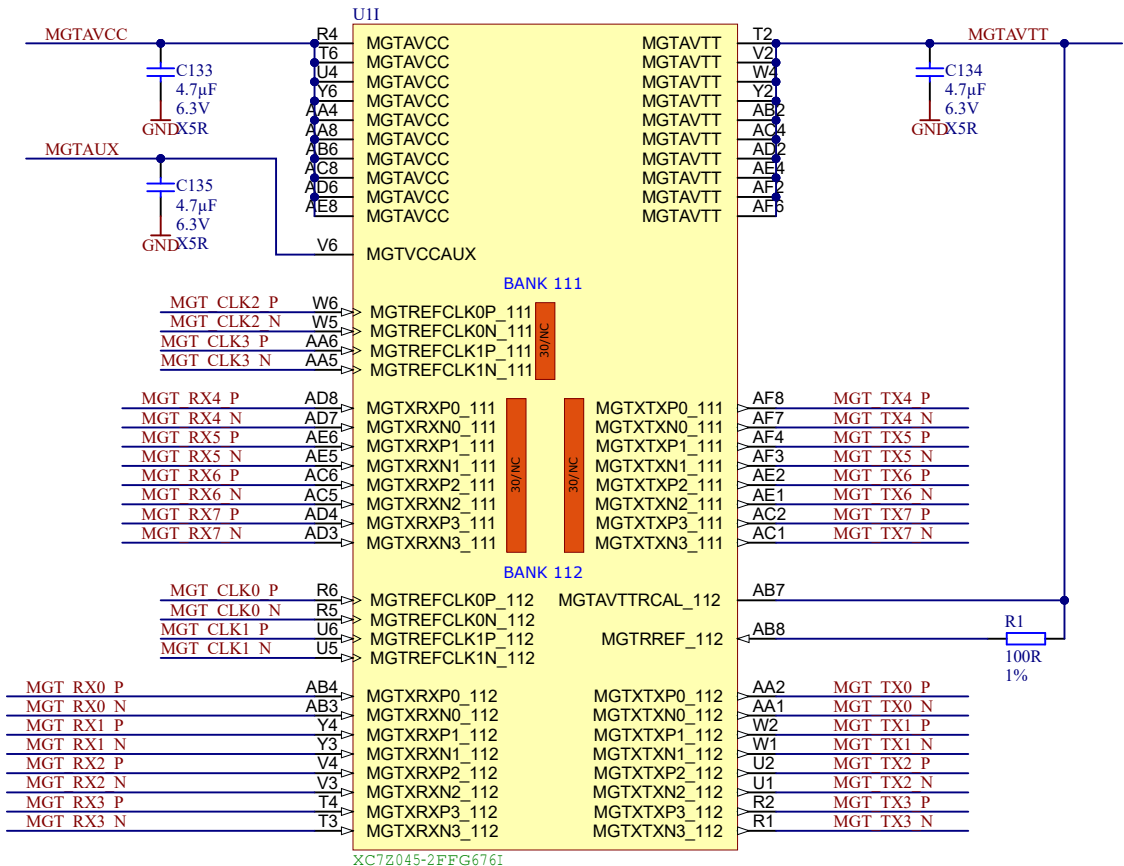 U1I
MGTAVCC R4 MGTAVCC MGTAVTT T2 MGTAVTT
T6 MGTAVCC MGTAVTT V2
C133 U4 MGTAVCC MGTAVTT W4 C134
4.7µF Y6 MGTAVCC MGTAVTT Y2 4.7µF
6.3V AA4 MGTAVCC MGTAVTT AB2 6.3V
GND X5R AA8 MGTAVCC MGTAVTT AC4 GND X5R
MGTAUX AB6 MGTAVCC MGTAVTT AD2
C135 AC8 MGTAVCC MGTAVTT AE4
4.7µF AD6 MGTAVCC MGTAVTT AF2
6.3V AE8 MGTAVCC MGTAVTT AF6
GND X5R V6 MGTVCCAUX
BANK 111
MGT_CLK2_P W6 MGTREFCLK0P_111
MGT_CLK2_N W5 MGTREFCLK0N_111
30/NC
MGT_CLK3_P AA6 MGTREFCLK1P_111
MGT_CLK3_N AA5 MGTREFCLK1N_111
MGT_RX4_P AD8 MGTXRXP0_111 MGTXTXP0_111 AF8 MGT_TX4_P
MGT_RX4_N AD7 MGTXRXN0_111 MGTXTXN0_111 AF7 MGT_TX4_N
MGT_RX5_P AE6 MGTXRXP1_111 MGTXTXP1_111 AF4 MGT_TX5_P
MGT_RX5_N AE5 MGTXRXN1_111 MGTXTXN1_111 AF3 MGT_TX5_N
30/NC 30/NC
MGT_RX6_P AC6 MGTXRXP2_111 MGTXTXP2_111 AE2 MGT_TX6_P
MGT_RX6_N AC5 MGTXRXN2_111 MGTXTXN2_111 AE1 MGT_TX6_N
MGT_RX7_P AD4 MGTXRXP3_111 MGTXTXP3_111 AC2 MGT_TX7_P
MGT_RX7_N AD3 MGTXRXN3_111 MGTXTXN3_111 AC1 MGT_TX7_N
BANK 112
MGT_CLK0_P R6 MGTREFCLK0P_112 MGTAVTTRCAL_112 AB7
MGT_CLK0_N R5 MGTREFCLK0N_112
MGT_CLK1_P U6 MGTREFCLK1P_112 MGTRREF_112 AB8 R1
MGT_CLK1_N U5 MGTREFCLK1N_112 100R
1%
MGT_RX0_P AB4 MGTXRXP0_112 MGTXTXP0_112 AA2 MGT_TX0_P
MGT_RX0_N AB3 MGTXRXN0_112 MGTXTXN0_112 AA1 MGT_TX0_N
MGT_RX1_P Y4 MGTXRXP1_112 MGTXTXP1_112 W2 MGT_TX1_P
MGT_RX1_N Y3 MGTXRXN1_112 MGTXTXN1_112 W1 MGT_TX1_N
MGT_RX2_P V4 MGTXRXP2_112 MGTXTXP2_112 U2 MGT_TX2_P
MGT_RX2_N V3 MGTXRXN2_112 MGTXTXN2_112 U1 MGT_TX2_N
MGT_RX3_P T4 MGTXRXP3_112 MGTXTXP3_112 R2 MGT_TX3_P
MGT_RX3_N T3 MGTXRXN3_112 MGTXTXN3_112 R1 MGT_TX3_N
XC7Z045-2FFG676I